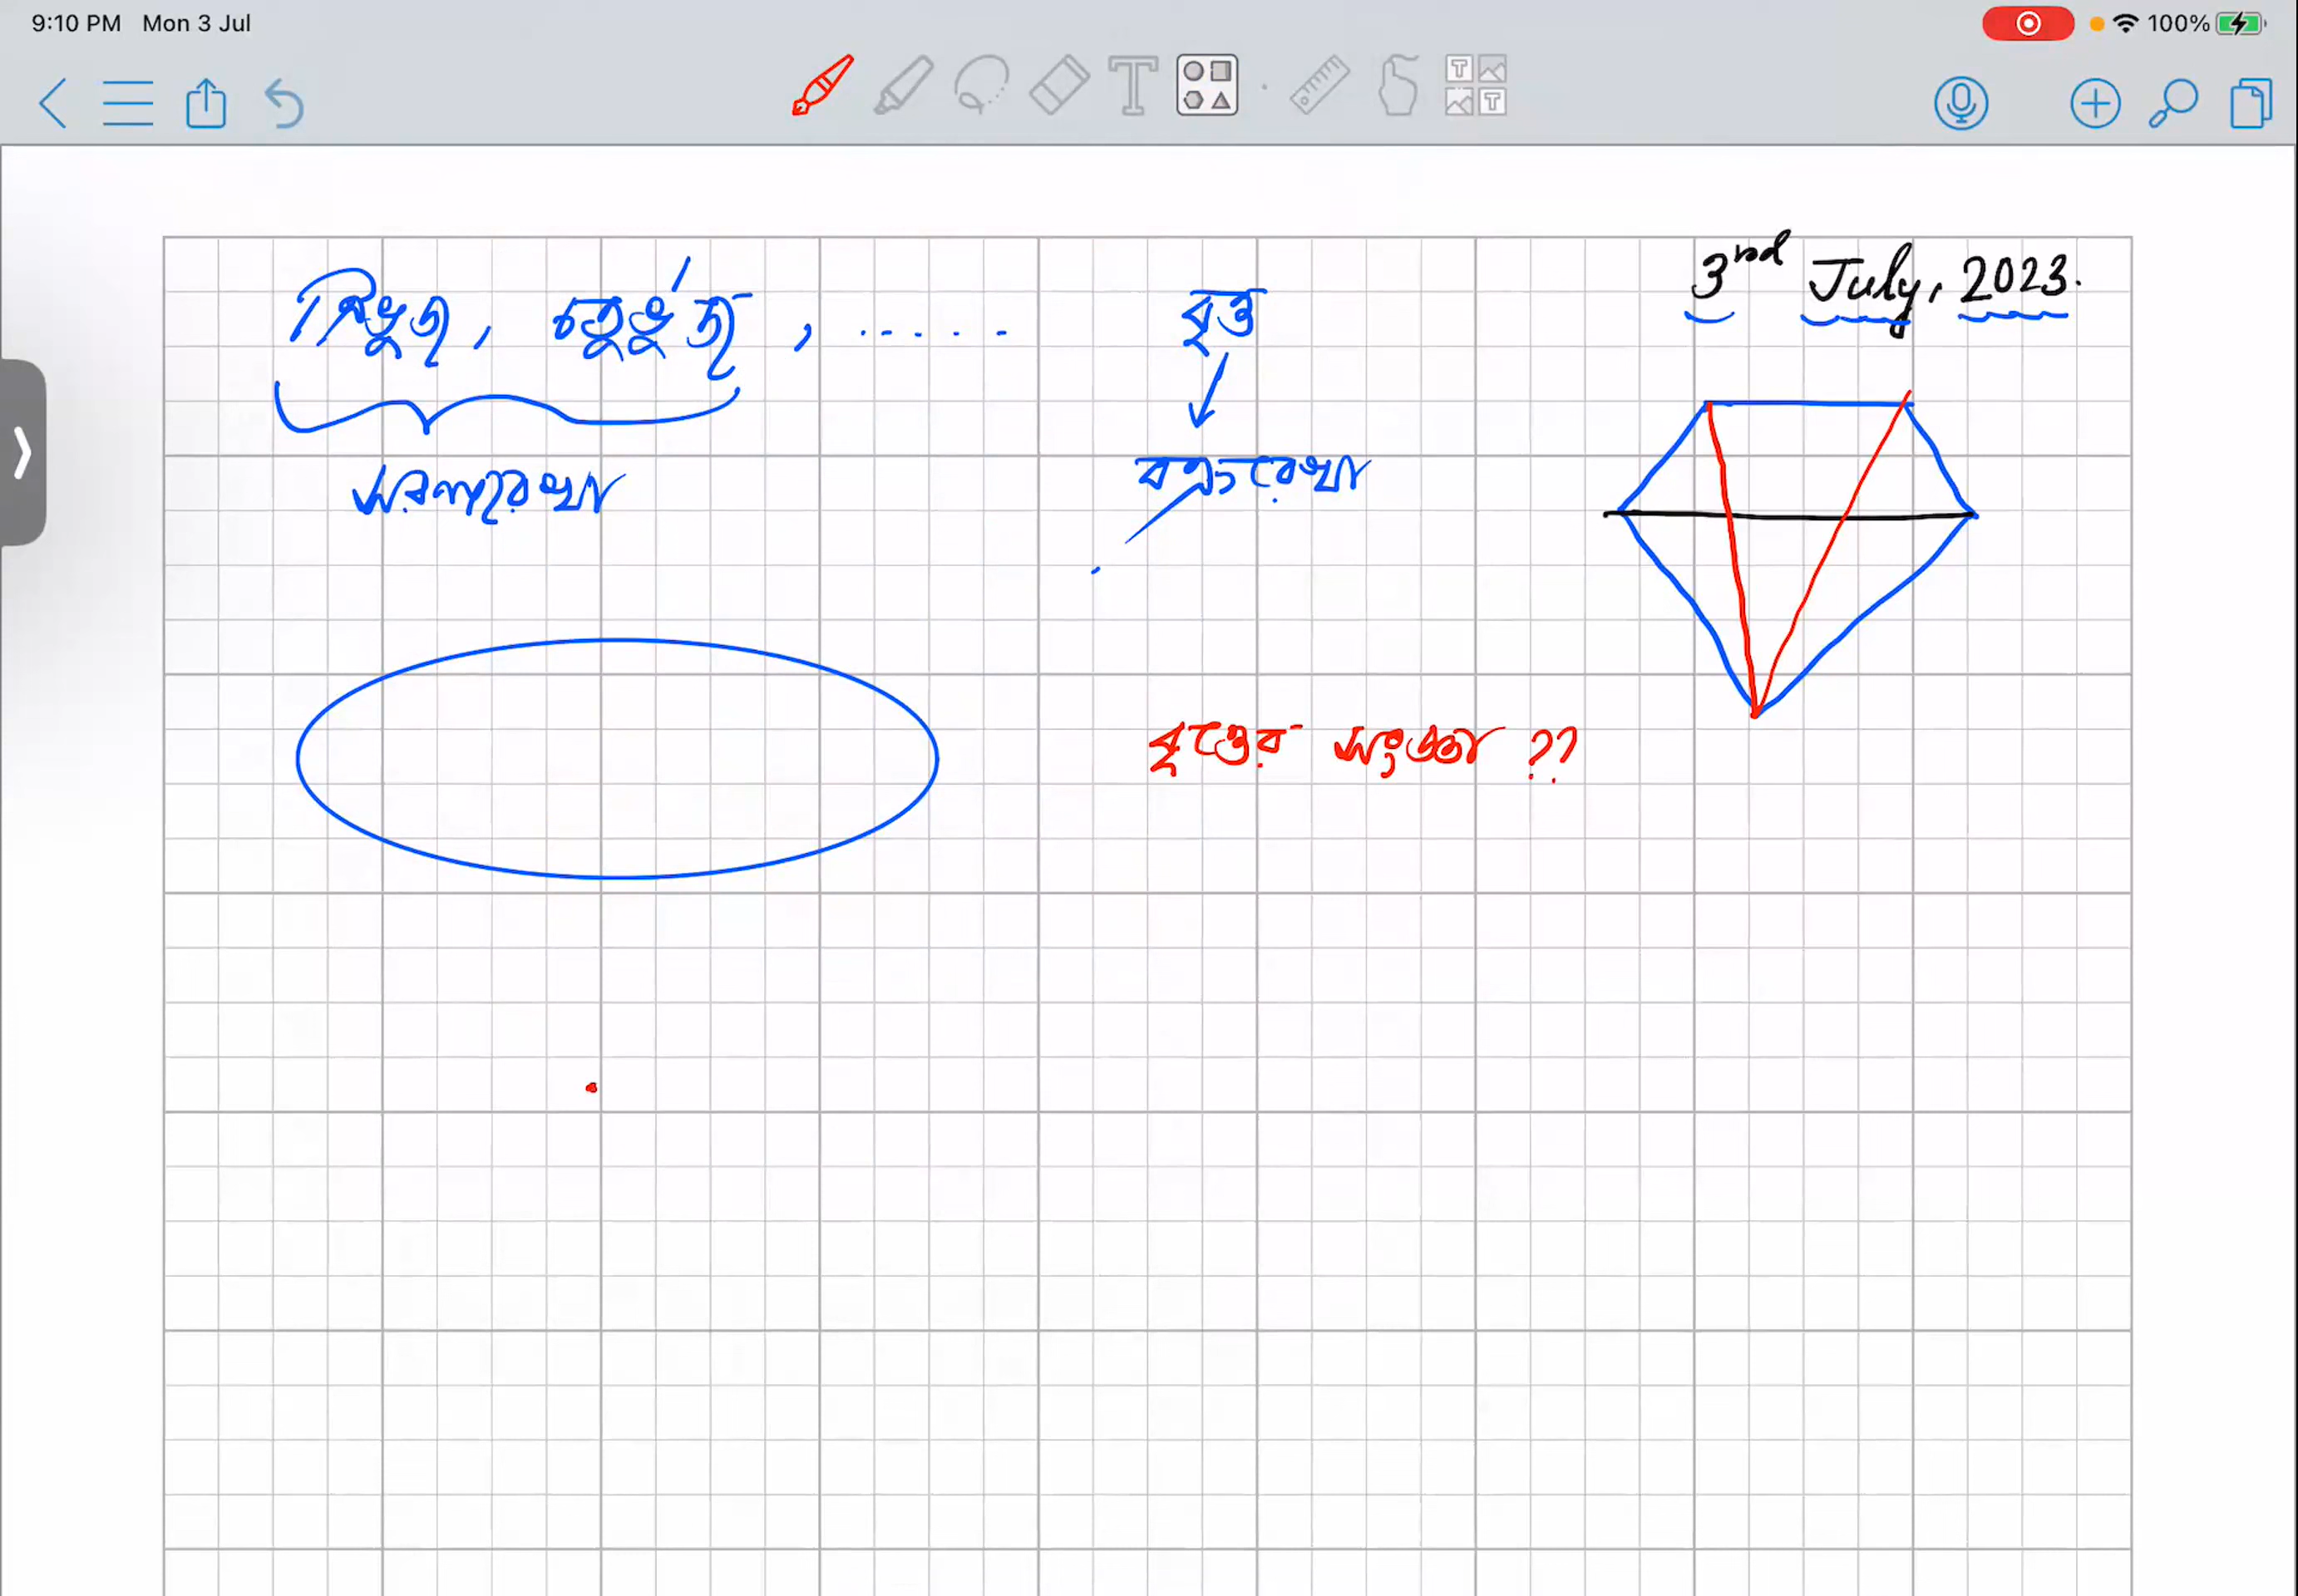 9:10 PM Mon 3 Jul
100%
3rd July, 2023.
ত্রিভুজ, চতুর্ভুজ, ..... বৃত্ত
সরলরেখা বক্ররেখা
বৃত্তের সংজ্ঞা ??